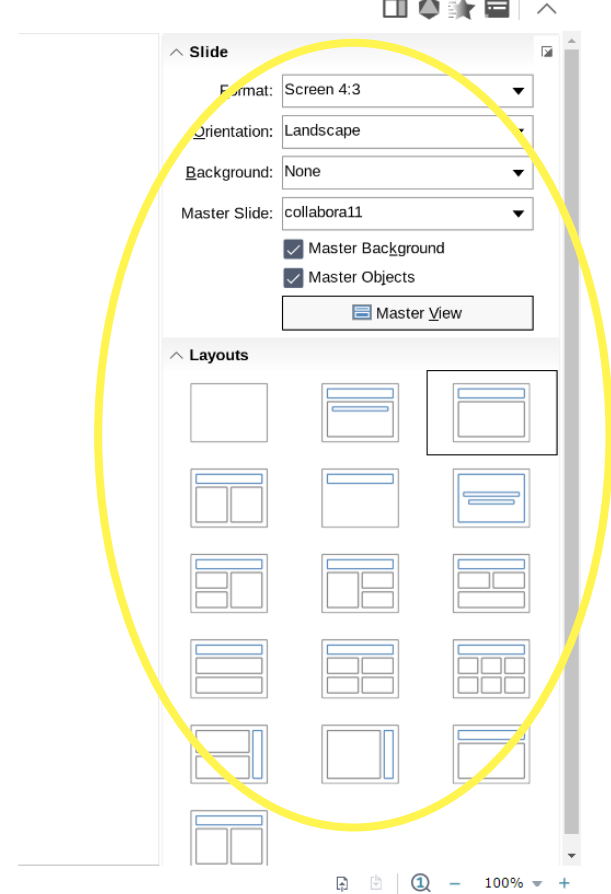 Slide
Format: Screen 4:3
Orientation: Landscape
Background: None
Master Slide: collabora11
Master Background
Master Objects
Master View
Layouts
1 100%